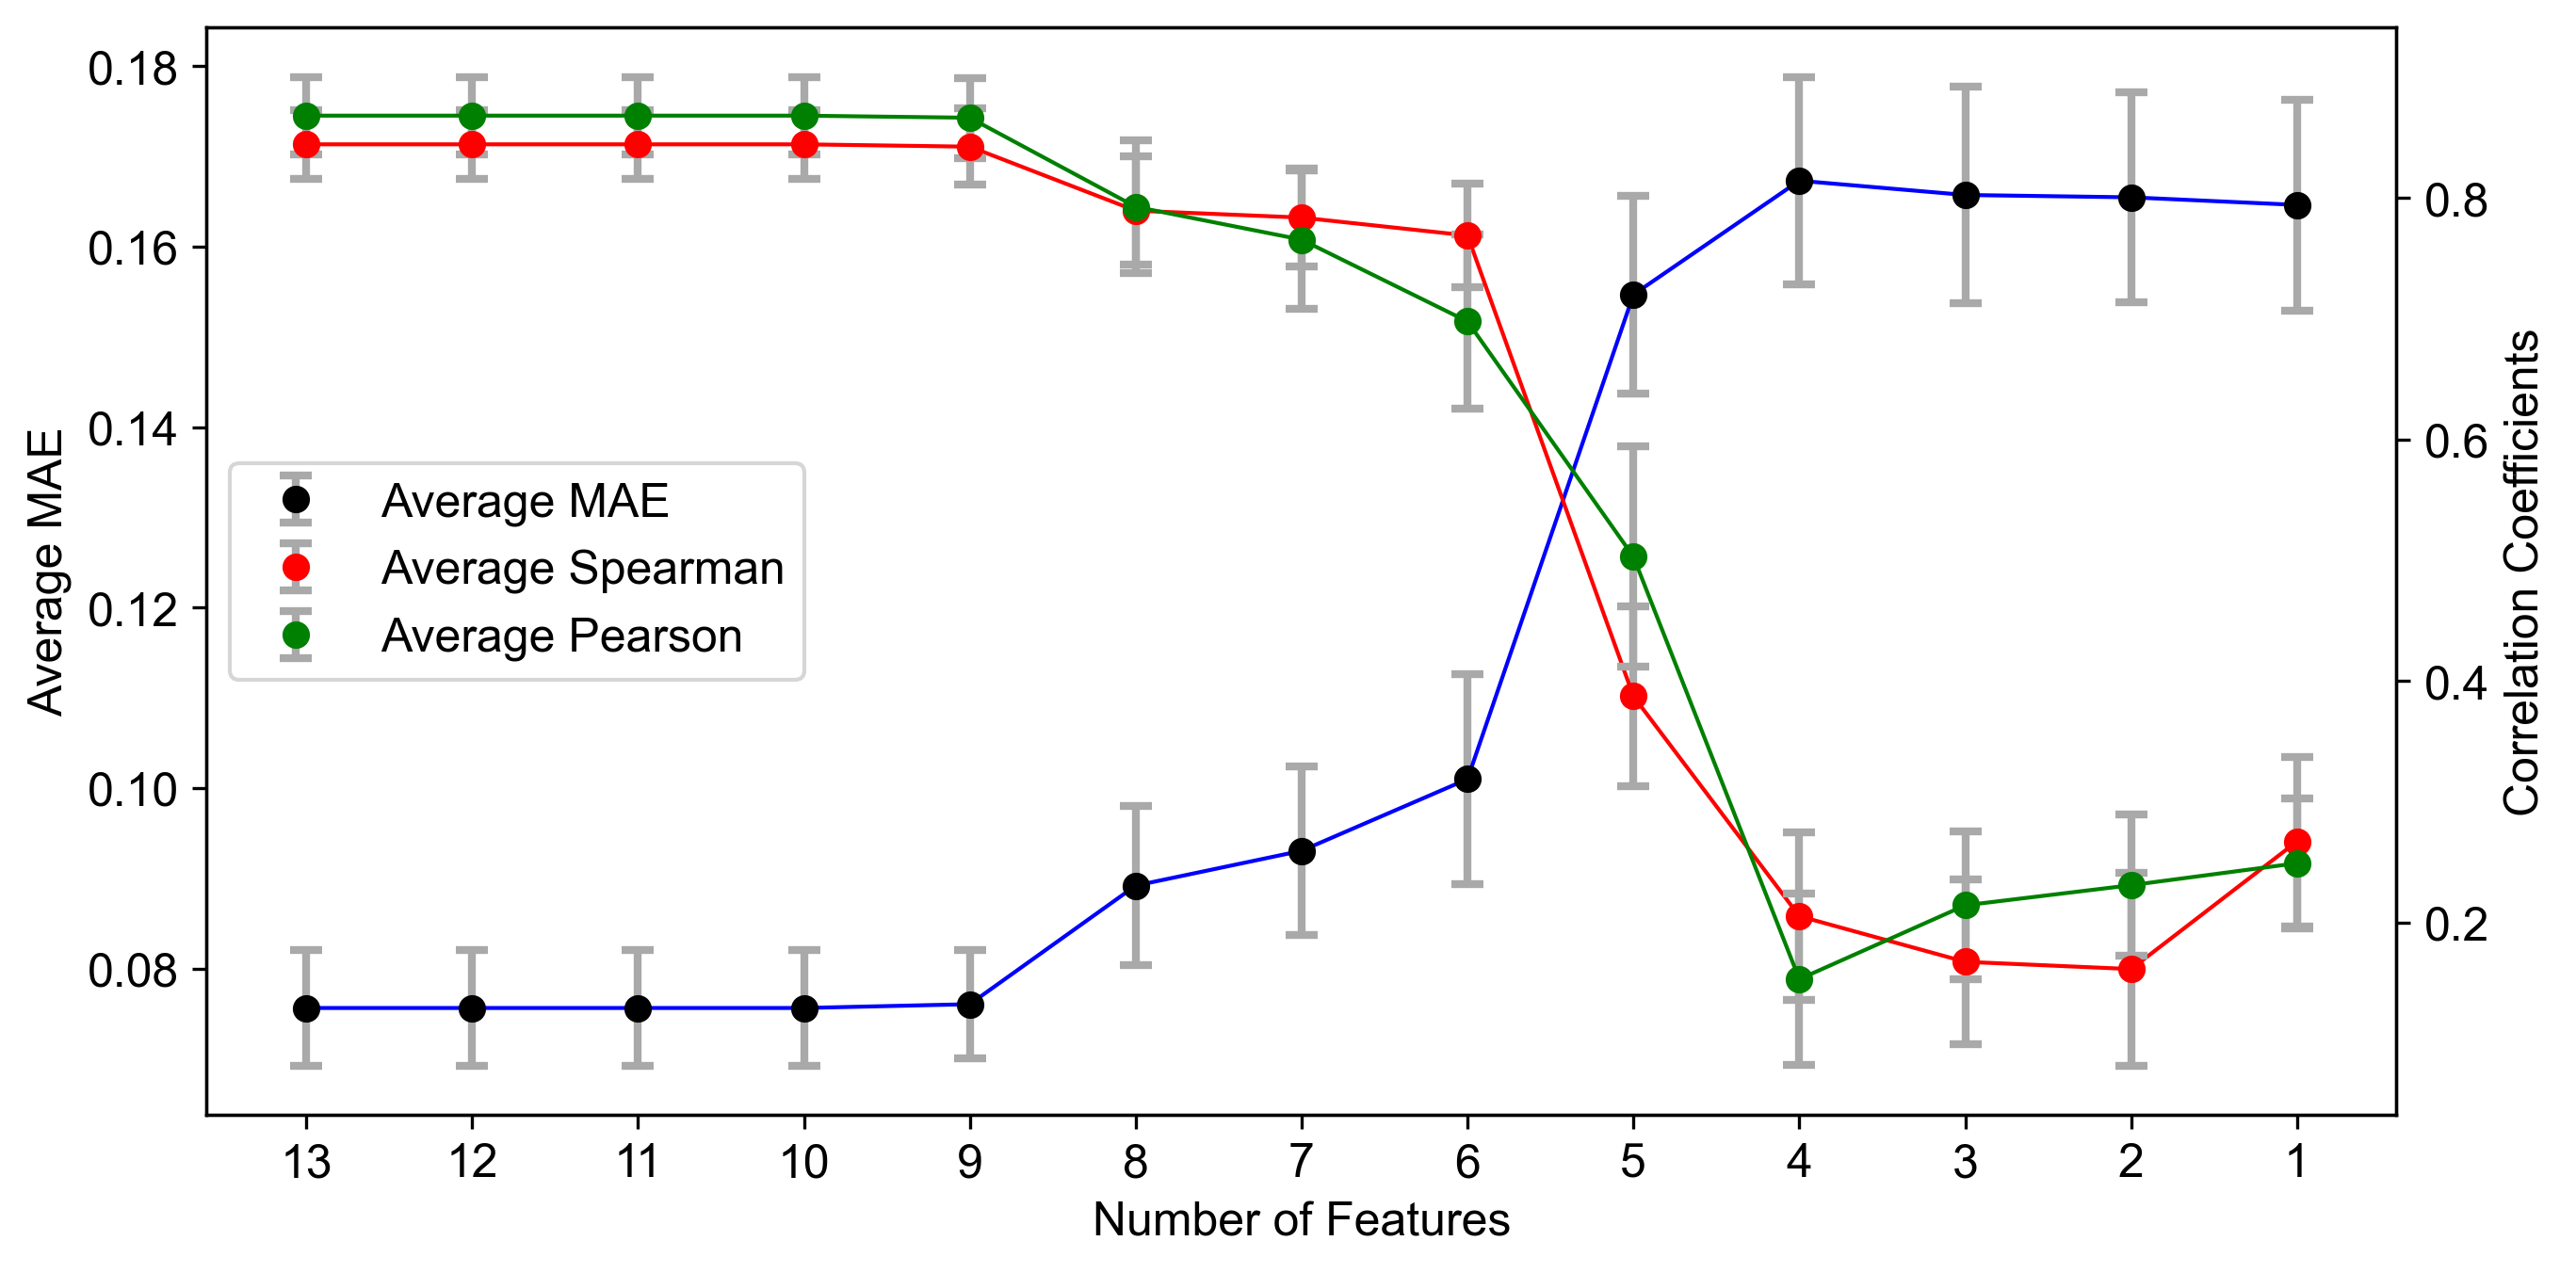 0.18
0.16
0.14
0.12
0.10
0.08
Average MAE
Average MAE
Average Spearman
Average Pearson
0.8
0.6
0.4
0.2
Correlation Coefficients
13 12 11 10 9 8 7 6 5 4 3 2 1
Number of Features